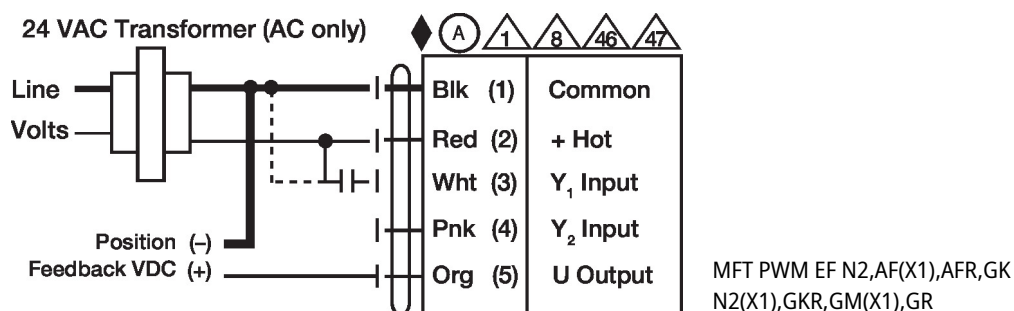 24 VAC Transformer (AC only)
A 1 8 46 47
Line
Volts
Blk (1) Common
Red (2) + Hot
Wht (3) Y₁ Input
Pnk (4) Y₂ Input
Org (5) U Output
Position (–)
Feedback VDC (+)
MFT PWM EF N2,AF(X1),AFR,GK
N2(X1),GKR,GM(X1),GR